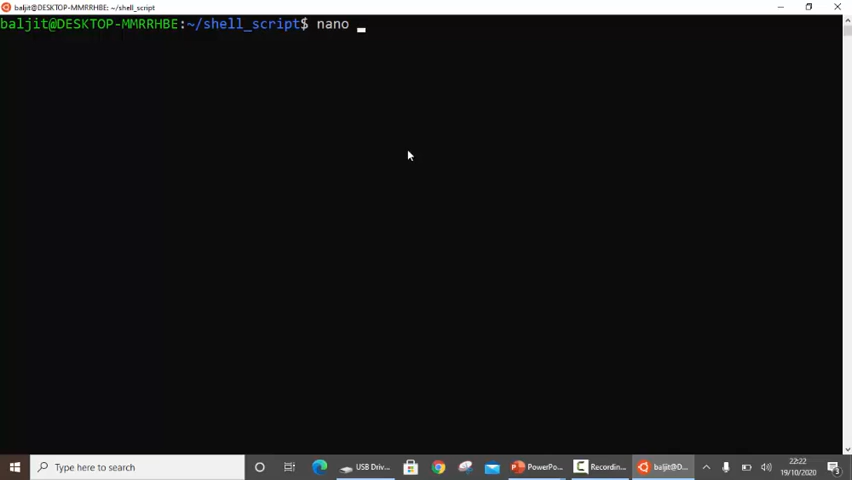 baljit@DESKTOP-MMRRHBE: ~/shell_script
baljit@DESKTOP-MMRRHBE:~/shell_script$ nano _
Type here to search
USB Driv...
PowerPo...
Recordin...
baljit@D...
22:22
19/10/2020
3